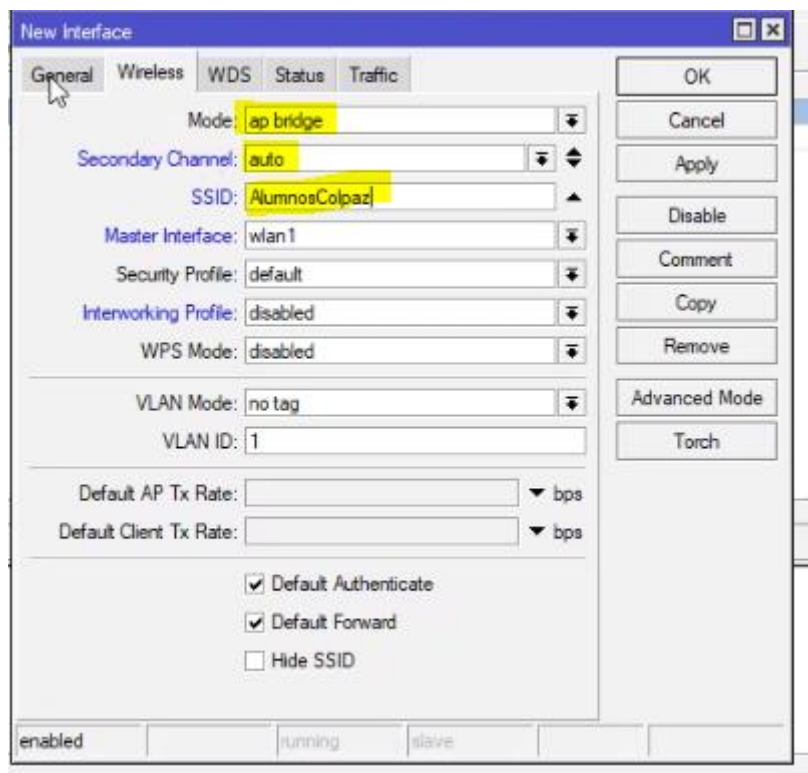 New Interface
General Wireless WDS Status Traffic
OK
Mode: ap bridge
Cancel
Secondary Channel: auto
Apply
SSID: AlumnosColpaz
Disable
Master Interface: wlan1
Comment
Security Profile: default
Copy
Interworking Profile: disabled
Remove
WPS Mode: disabled
Advanced Mode
VLAN Mode: no tag
Torch
VLAN ID: 1
Default AP Tx Rate: bps
Default Client Tx Rate: bps
Default Authenticate
Default Forward
Hide SSID
enabled running slave